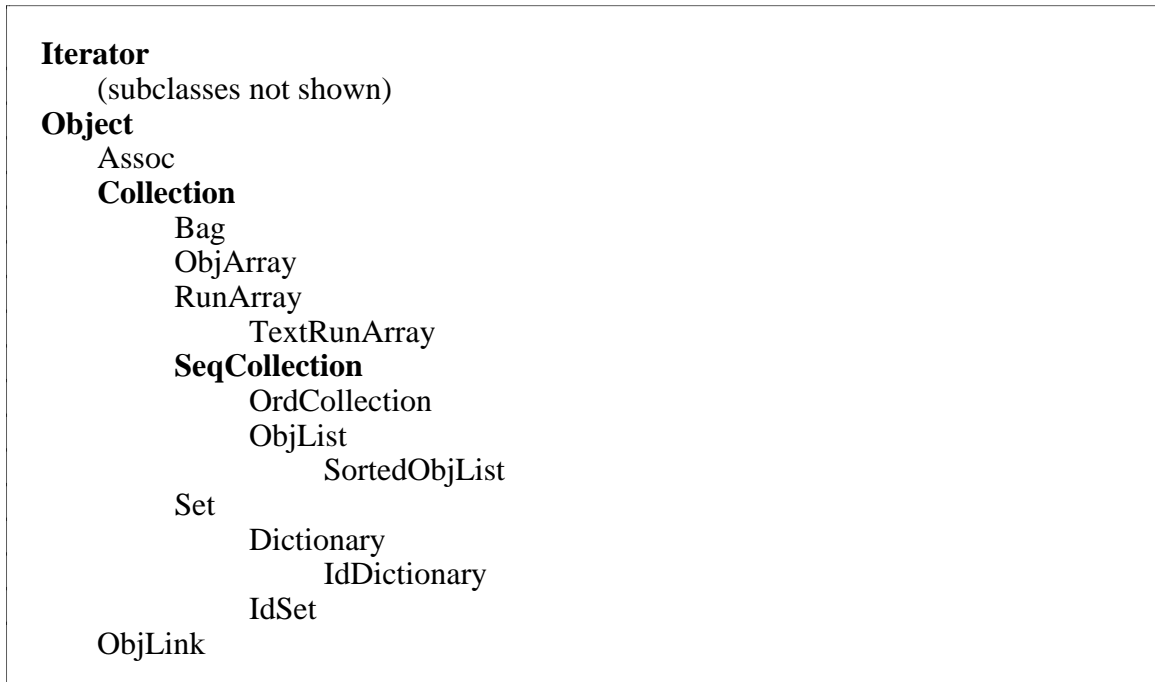 Iterator
(subclasses not shown)
Object
Assoc
Collection
Bag
ObjArray
RunArray
TextRunArray
SeqCollection
OrdCollection
ObjList
SortedObjList
Set
Dictionary
IdDictionary
IdSet
ObjLink